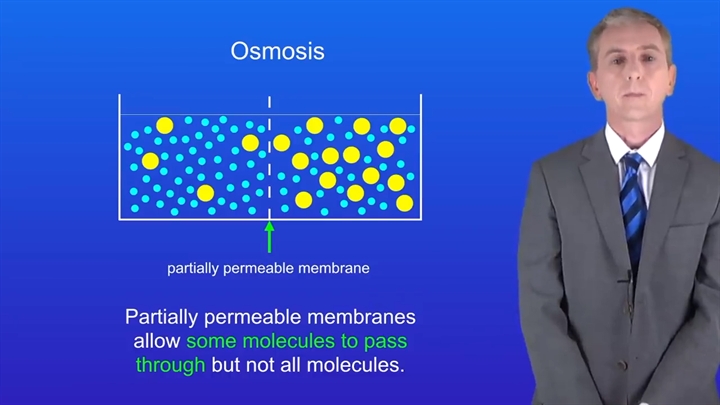 Osmosis
partially permeable membrane
Partially permeable membranes
allow some molecules to pass
through but not all molecules.